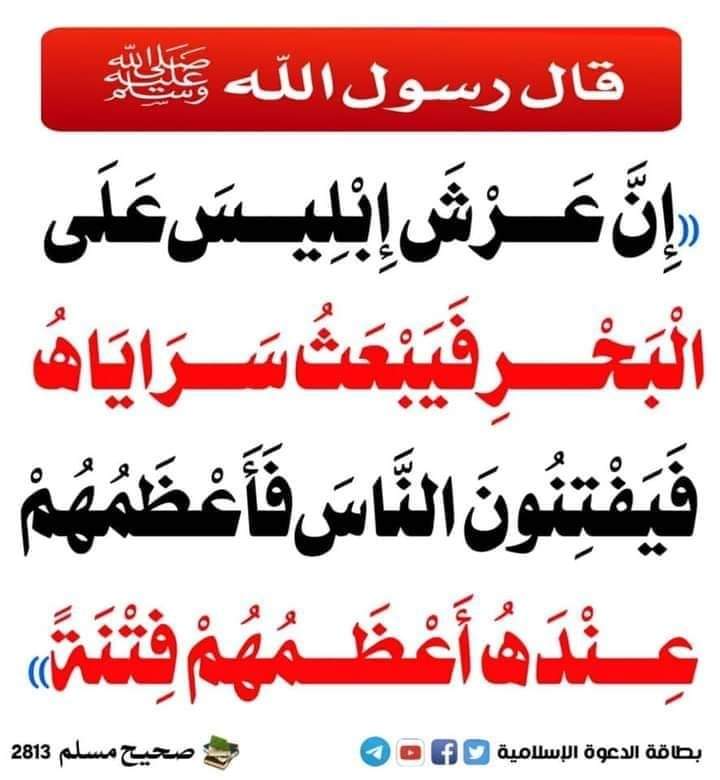 قال رسول الله ﷺ
«إِنَّ عَرْشَ إِبْلِيسَ عَلَى
الْبَحْرِ فَيَبْعَثُ سَرَايَاهُ
فَيَفْتِنُونَ النَّاسَ فَأَعْظَمُهُمْ
عِنْدَهُ أَعْظَمُهُمْ فِتْنَةً»
بطاقة الدعوة الإسلامية صحيح مسلم 2813